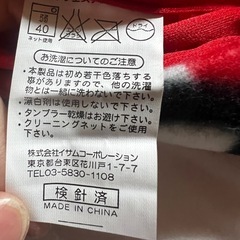 40
ネット使用
ドライ
お洗濯についてのご注意
・本製品は初め若干色落ちする
事が有りますので、他の洗濯
物とは一緒に洗わないで下さい。
・漂白剤は使用しないで下さい。
・タンブラー乾燥はお避け下さい。
・クリーニングネットをご使用
下さい。
株式会社イサムコーポレーション
東京都台東区花川戸1-7-7
TEL03-5830-1108
検針済
MADE IN CHINA